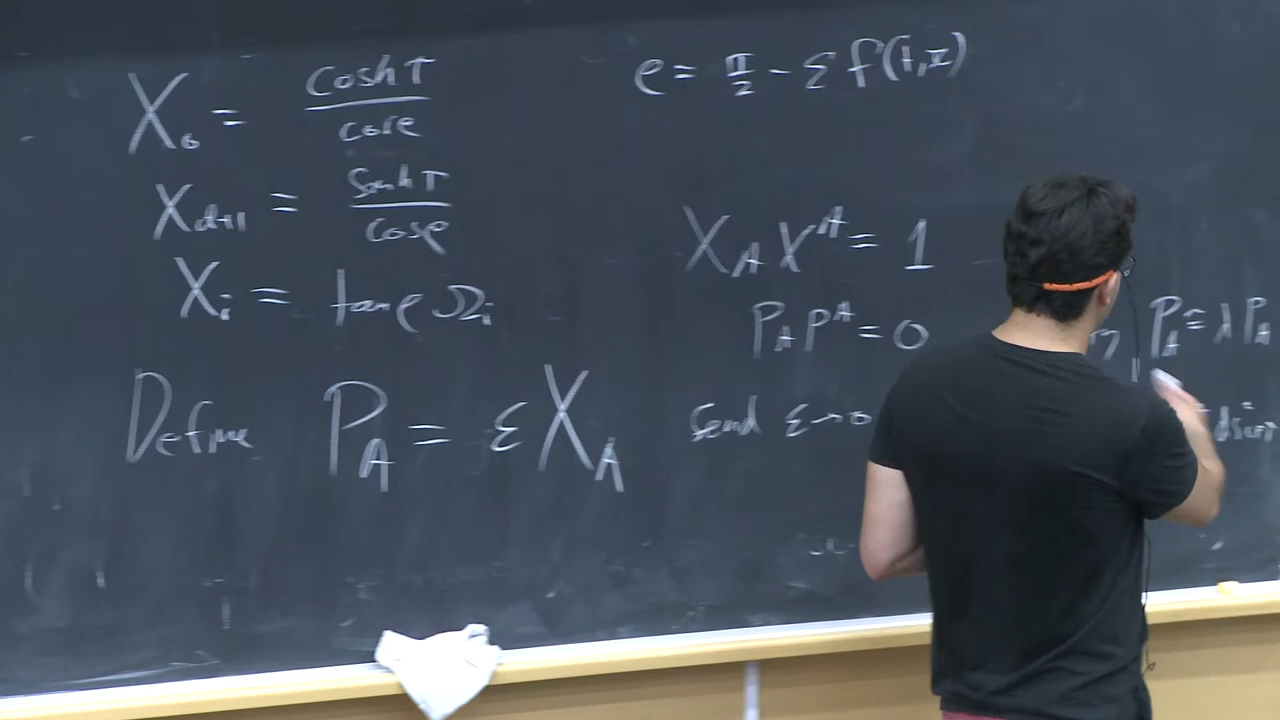 X₀ = cosh τ / cos ρ
X_{d+1} = sinh τ / cos ρ
X_i = tan ρ Ω_i
Define P_A = ε X_A
ρ = π/2 - ε f(τ, x⃗)
X_A X^A = 1
P_A P^A = 0
P_A = λ P_A
Send ε → 0